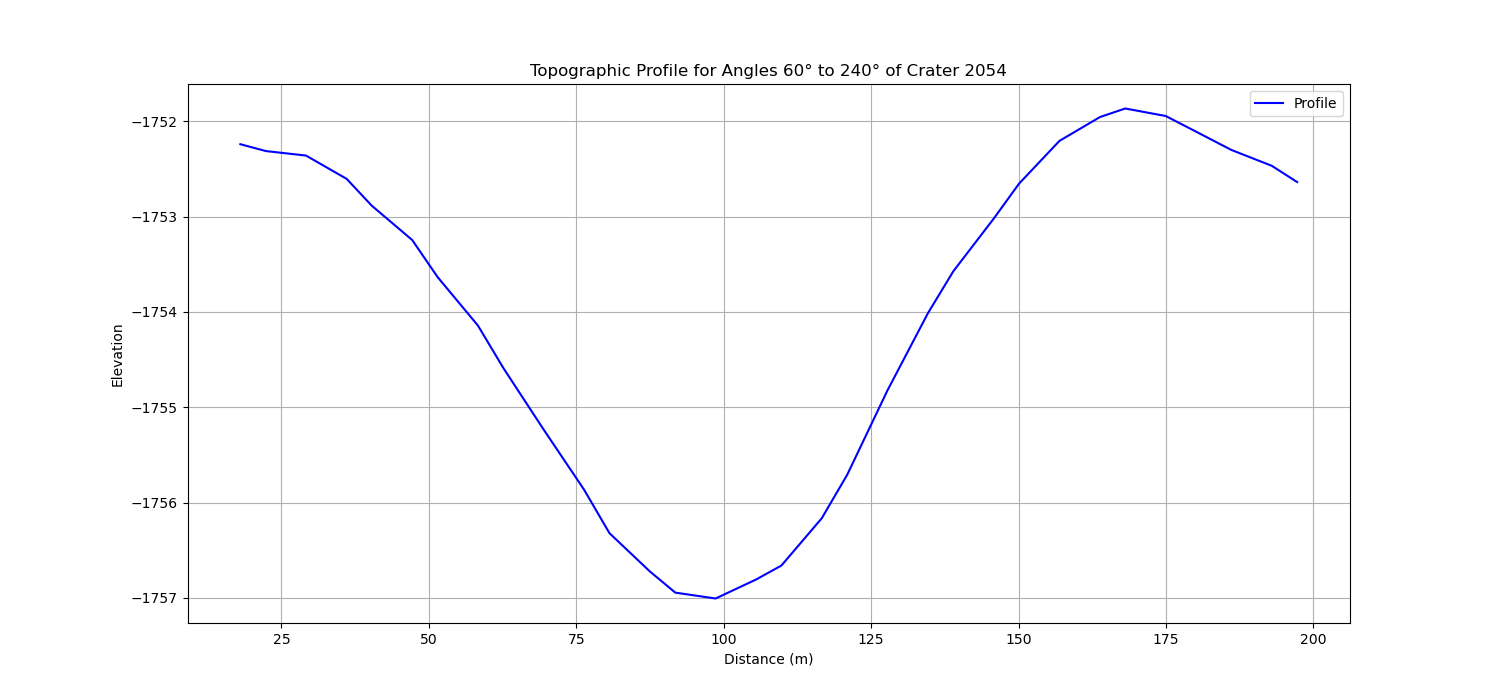 Topographic Profile for Angles 60° to 240° of Crater 2054
Profile
−1752
−1753
−1754
−1755
−1756
−1757
Elevation
25 50 75 100 125 150 175 200
Distance (m)